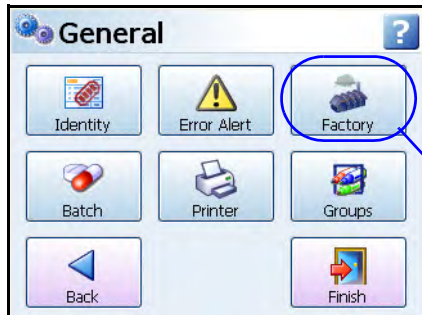 General ?
Identity Error Alert Factory
Batch Printer Groups
Back Finish